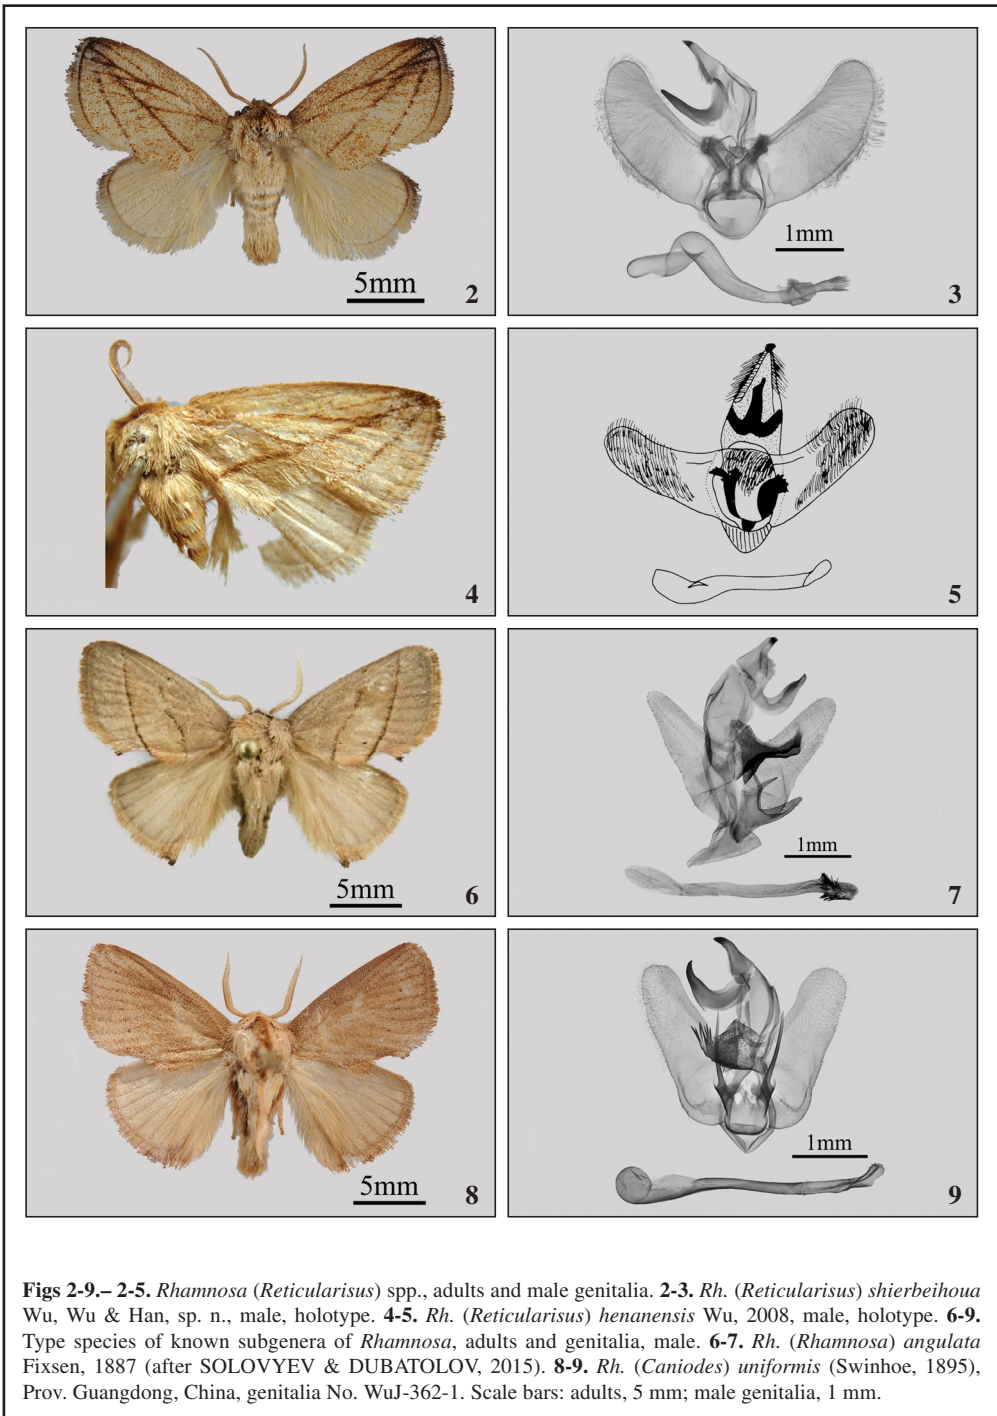 5mm
2
1mm
3
4
5
5mm
6
1mm
7
5mm
8
1mm
9
Figs 2-9.– 2-5. Rhamnosa (Reticularisus) spp., adults and male genitalia. 2-3. Rh. (Reticularisus) shierbeihoua
Wu, Wu & Han, sp. n., male, holotype. 4-5. Rh. (Reticularisus) henanensis Wu, 2008, male, holotype. 6-9.
Type species of known subgenera of Rhamnosa, adults and genitalia, male. 6-7. Rh. (Rhamnosa) angulata
Fixsen, 1887 (after SOLOVYEV & DUBATOLOV, 2015). 8-9. Rh. (Caniodes) uniformis (Swinhoe, 1895),
Prov. Guangdong, China, genitalia No. WuJ-362-1. Scale bars: adults, 5 mm; male genitalia, 1 mm.